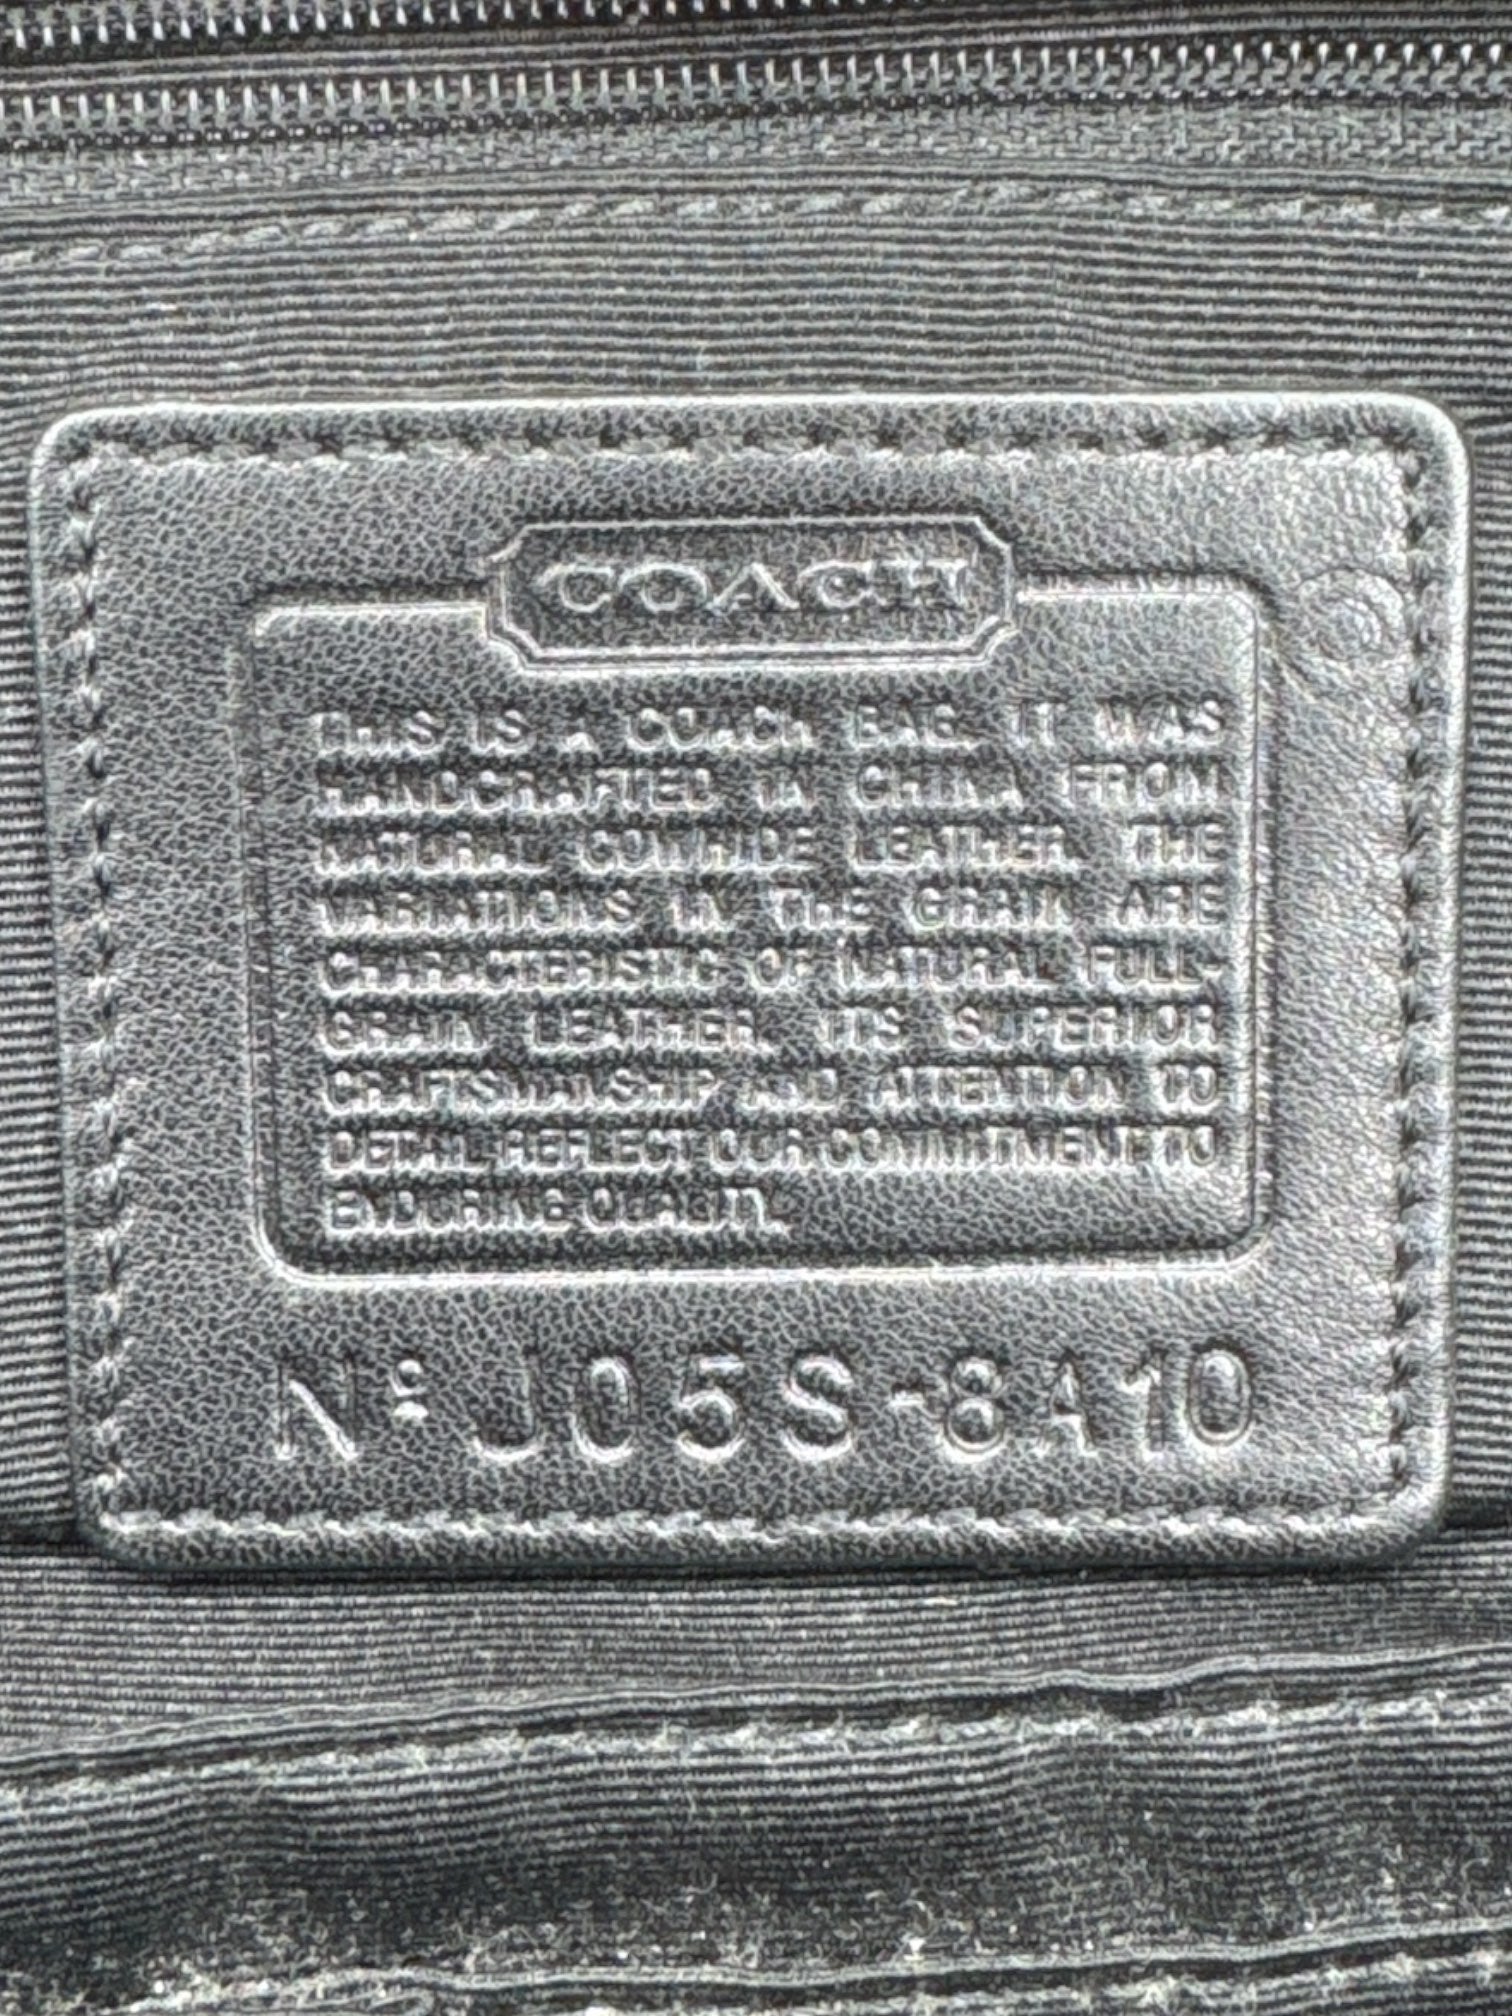 COACH
THIS IS A COACH BAG. IT WAS
HANDCRAFTED IN CHINA FROM
NATURAL COWHIDE LEATHER. THE
VARIATIONS IN THE GRAIN ARE
CHARACTERISTIC OF NATURAL FULL-
GRAIN LEATHER. ITS SUPERIOR
CRAFTSMANSHIP AND ATTENTION TO
DETAIL REFLECT OUR COMMITMENT TO
ENDURING QUALITY.
Nº J05S-8A10